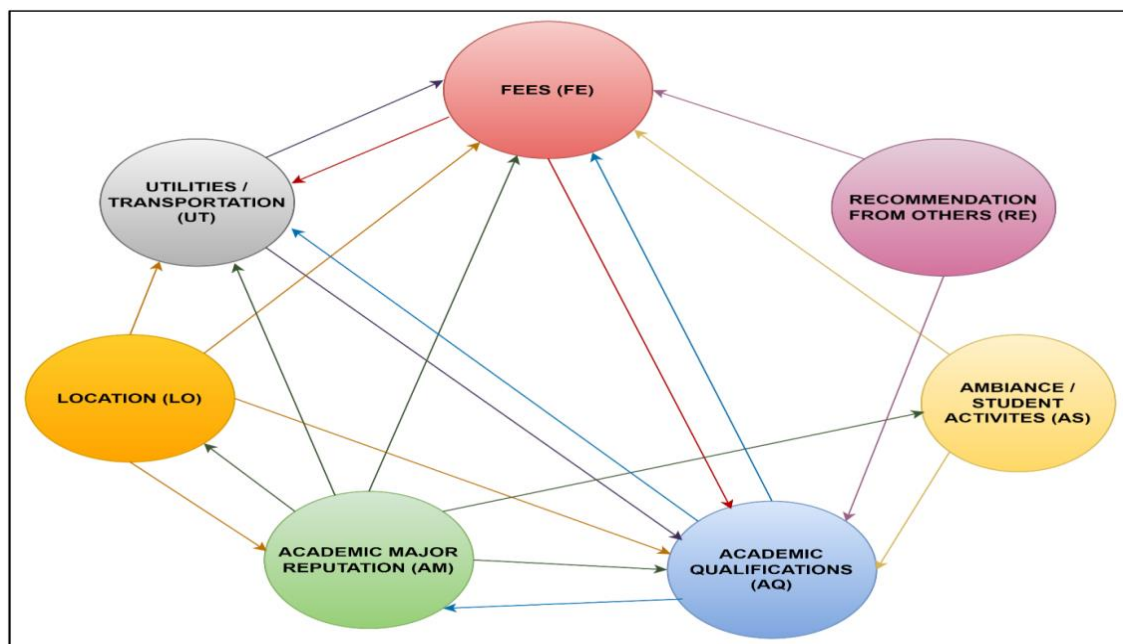 FEES (FE)
UTILITIES /
TRANSPORTATION
(UT)
RECOMMENDATION
FROM OTHERS (RE)
LOCATION (LO)
AMBIANCE /
STUDENT
ACTIVITES (AS)
ACADEMIC MAJOR
REPUTATION (AM)
ACADEMIC
QUALIFICATIONS
(AQ)